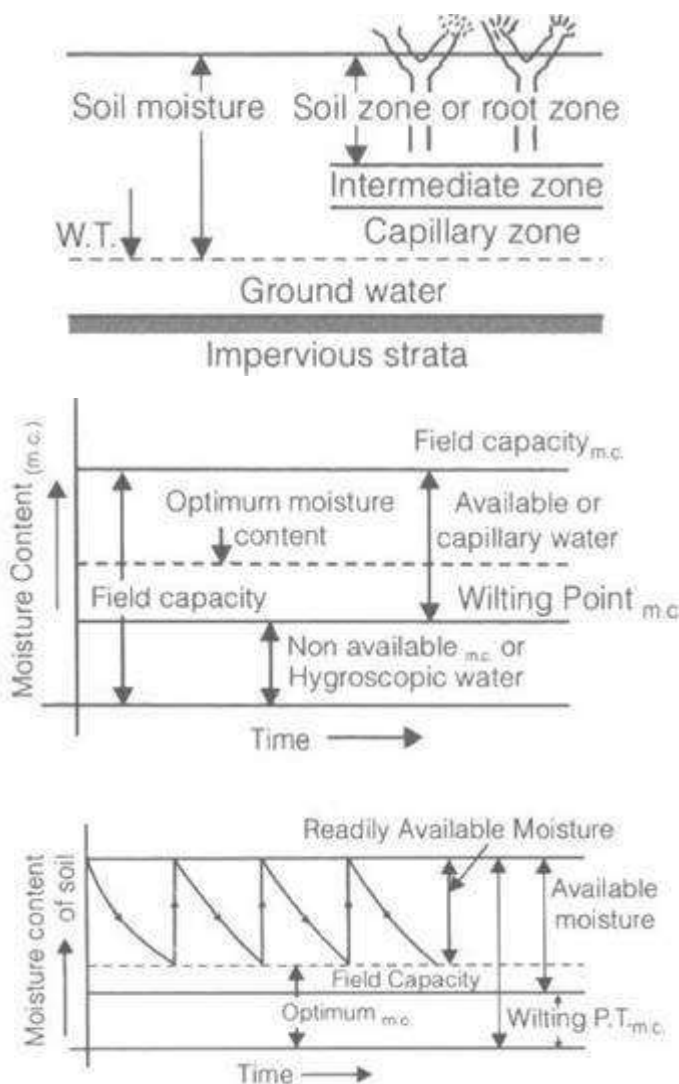 Soil moisture
Soil zone or root zone
Intermediate zone
W.T.
Capillary zone
Ground water
Impervious strata
Moisture Content (m.c.)
Field capacity m.c.
Optimum moisture
content
Available or
capillary water
Field capacity
Wilting Point m.c
Non available m.c. or
Hygroscopic water
Time
Moisture content
of soil
Readily Available Moisture
Available
moisture
Field Capacity
Optimum m.c.
Wilting P.T. m.c.
Time